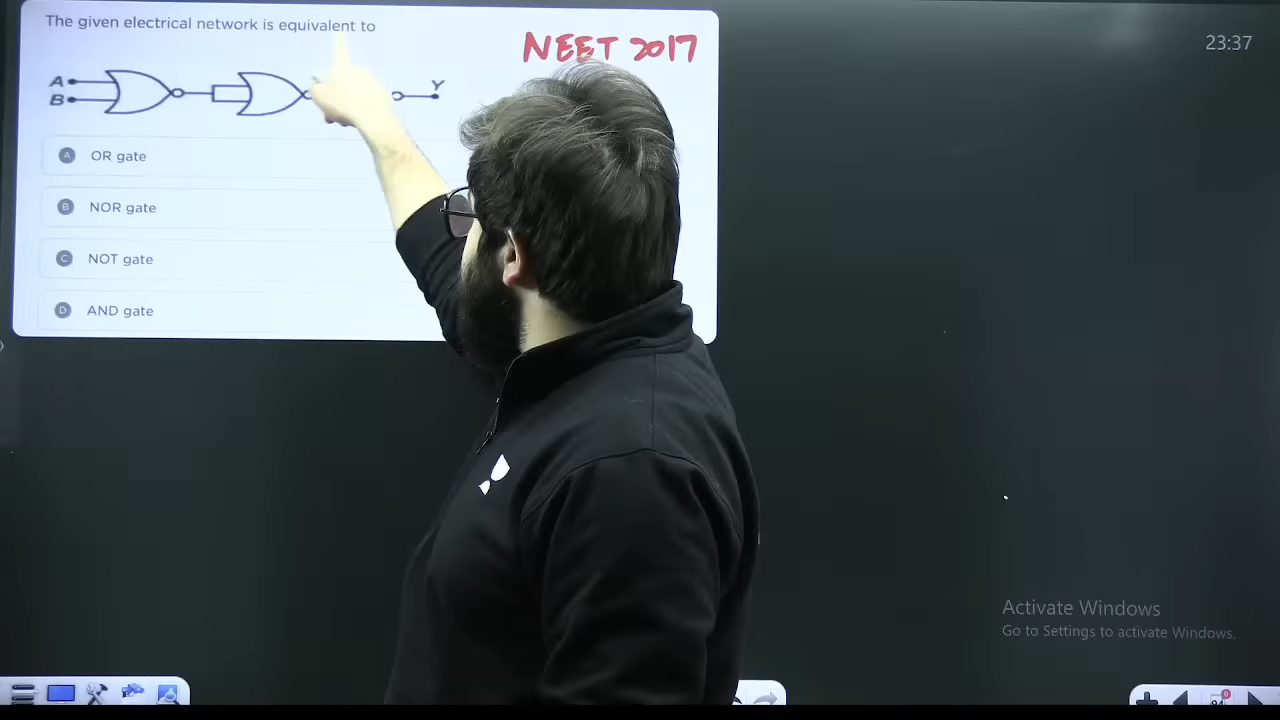 The given electrical network is equivalent to
NEET 2017
23:37
A
B
Y
A OR gate
B NOR gate
C NOT gate
D AND gate
Activate Windows
Go to Settings to activate Windows.